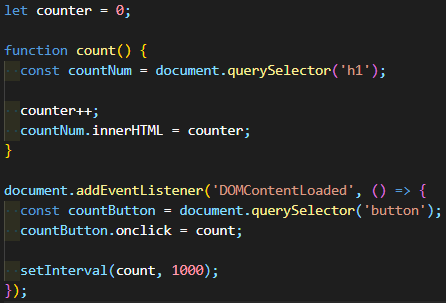 let counter = 0;
function count() {
const countNum = document.querySelector('h1');
counter++;
countNum.innerHTML = counter;
}
document.addEventListener('DOMContentLoaded', () => {
const countButton = document.querySelector('button');
countButton.onclick = count;
setInterval(count, 1000);
});